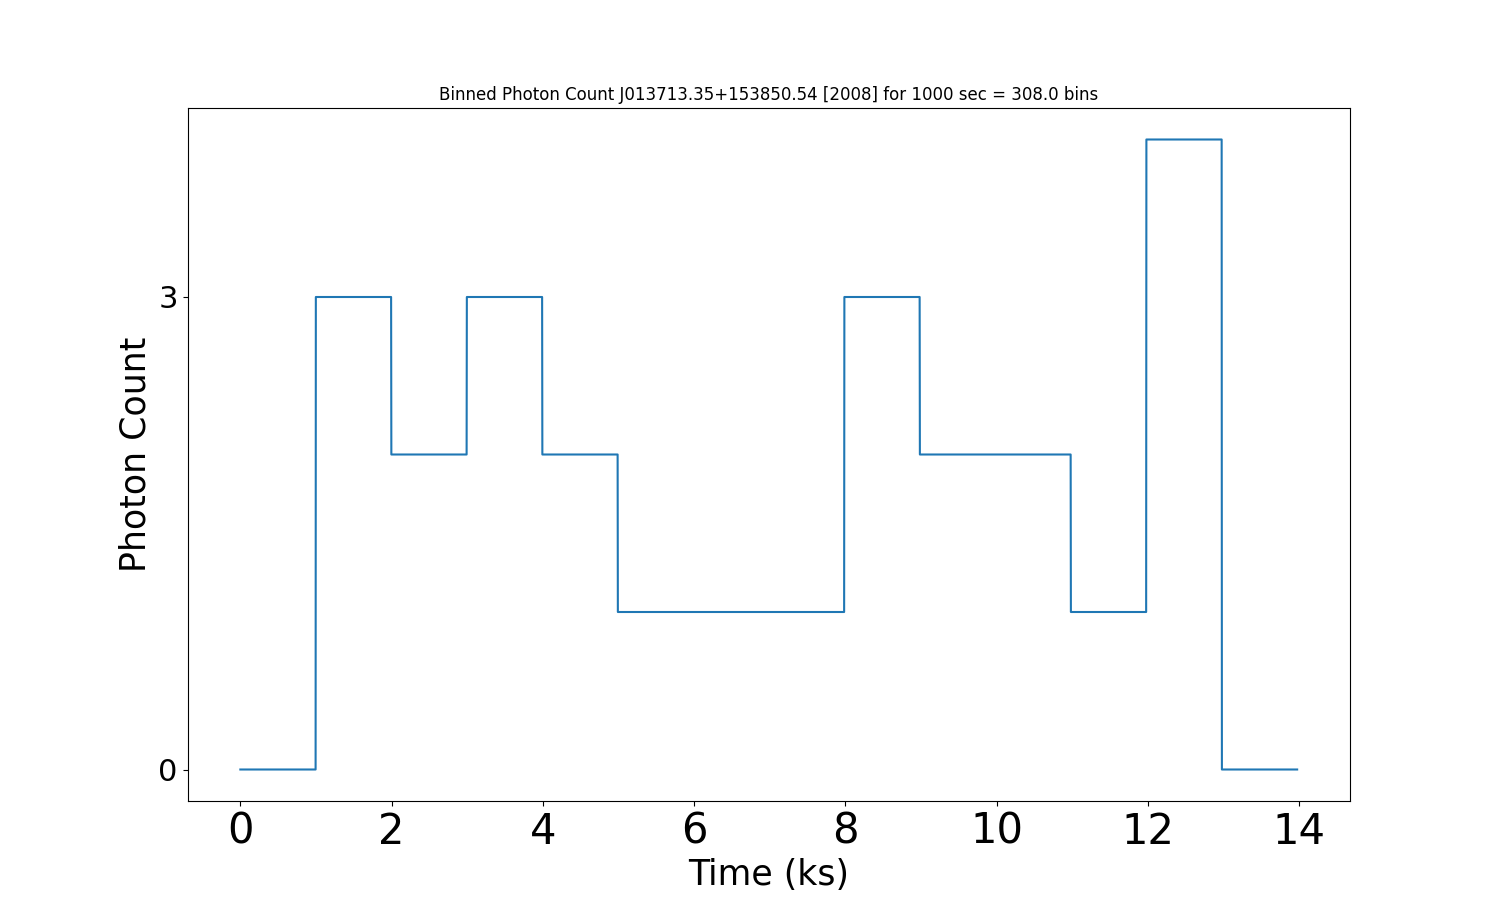 Binned Photon Count J013713.35+153850.54 [2008] for 1000 sec = 308.0 bins
3
Photon Count
0
0 2 4 6 8 10 12 14
Time (ks)